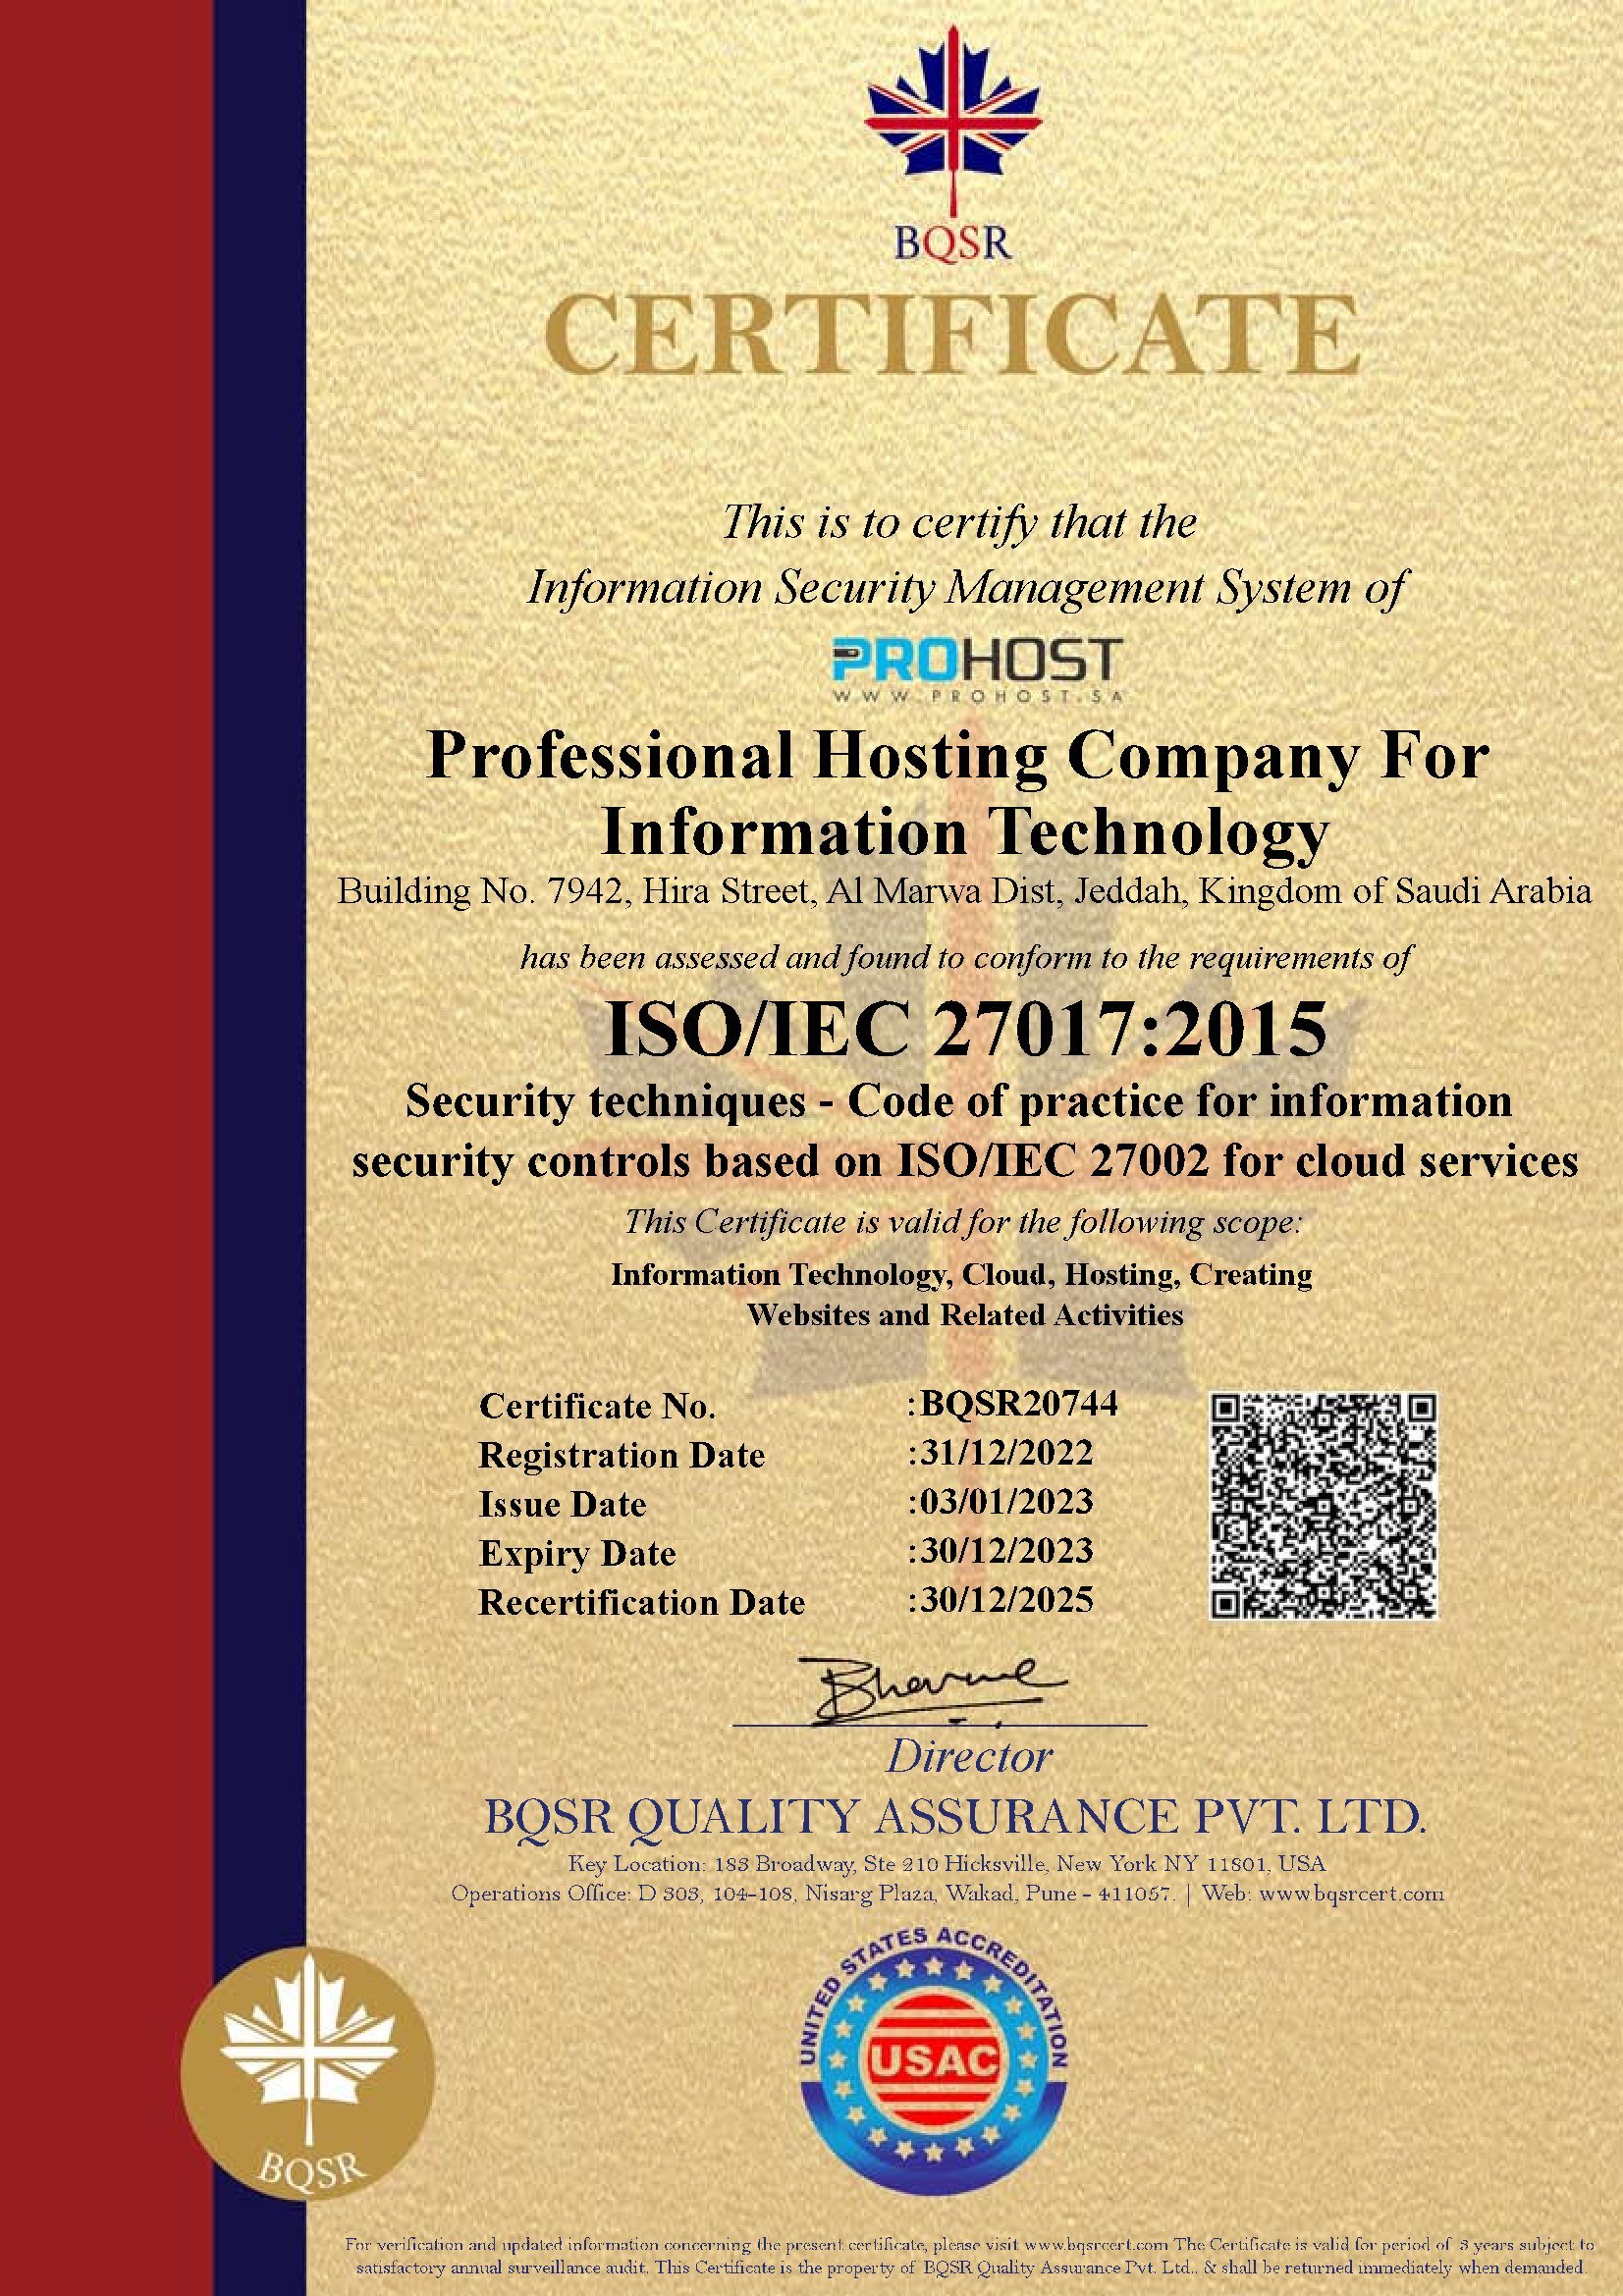 BQSR
CERTIFICATE
This is to certify that the
Information Security Management System of
PROHOST
WWW.PROHOST.SA
Professional Hosting Company For
Information Technology
Building No. 7942, Hira Street, Al Marwa Dist, Jeddah, Kingdom of Saudi Arabia
has been assessed and found to conform to the requirements of
ISO/IEC 27017:2015
Security techniques - Code of practice for information
security controls based on ISO/IEC 27002 for cloud services
This Certificate is valid for the following scope:
Information Technology, Cloud, Hosting, Creating
Websites and Related Activities
Certificate No. :BQSR20744
Registration Date :31/12/2022
Issue Date :03/01/2023
Expiry Date :30/12/2023
Recertification Date :30/12/2025
Director
BQSR QUALITY ASSURANCE PVT. LTD.
Key Location: 183 Broadway, Ste 210 Hicksville, New York NY 11801, USA
Operations Office: D 303, 104-108, Nisarg Plaza, Wakad, Pune - 411057. | Web: www.bqsrcert.com
UNITED STATES ACCREDITATION
USAC
BQSR
For verification and updated information concerning the present certificate, please visit www.bqsrcert.com The Certificate is valid for period of 3 years subject to
satisfactory annual surveillance audit. This Certificate is the property of BQSR Quality Assurance Pvt. Ltd.. & shall be returned immediately when demanded.